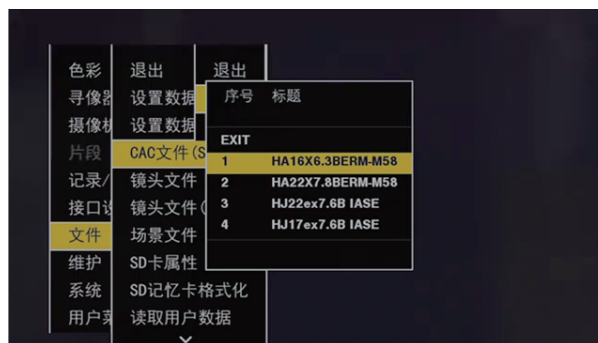 色彩
寻像
摄像
片段
记录/
接口
文件
维护
系统
用户
退出
设置数据
设置数据
CAC文件(S
镜头文件
镜头文件(
场景文件
SD卡属性
SD记忆卡格式化
读取用户数据
退出
序号 标题
EXIT
1 HA16X6.3BERM-M58
2 HA22X7.8BERM-M58
3 HJ22ex7.6B IASE
4 HJ17ex7.6B IASE